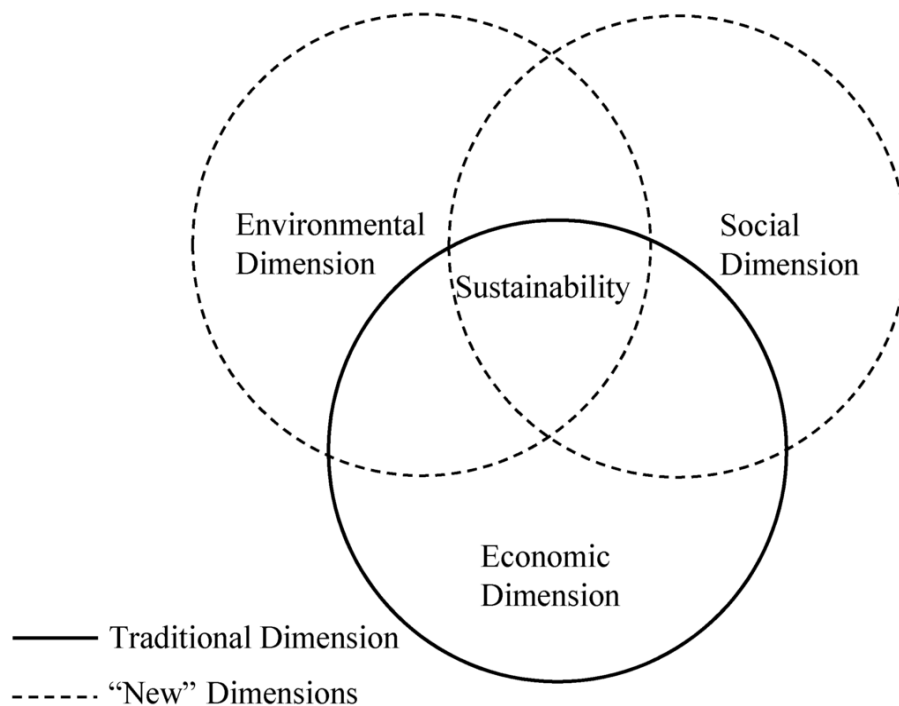 Environmental
Dimension
Social
Dimension
Sustainability
Economic
Dimension
Traditional Dimension
“New” Dimensions